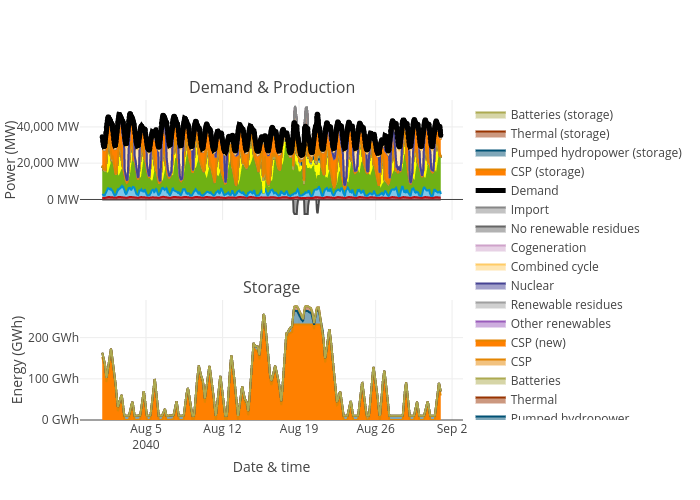 Demand & Production
Power (MW)
40,000 MW
20,000 MW
0 MW
Storage
Energy (GWh)
200 GWh
100 GWh
0 GWh
Aug 5
2040
Aug 12
Aug 19
Aug 26
Sep 2
Date & time
Batteries (storage)
Thermal (storage)
Pumped hydropower (storage)
CSP (storage)
Demand
Import
No renewable residues
Cogeneration
Combined cycle
Nuclear
Renewable residues
Other renewables
CSP (new)
CSP
Batteries
Thermal
Pumped hydropower